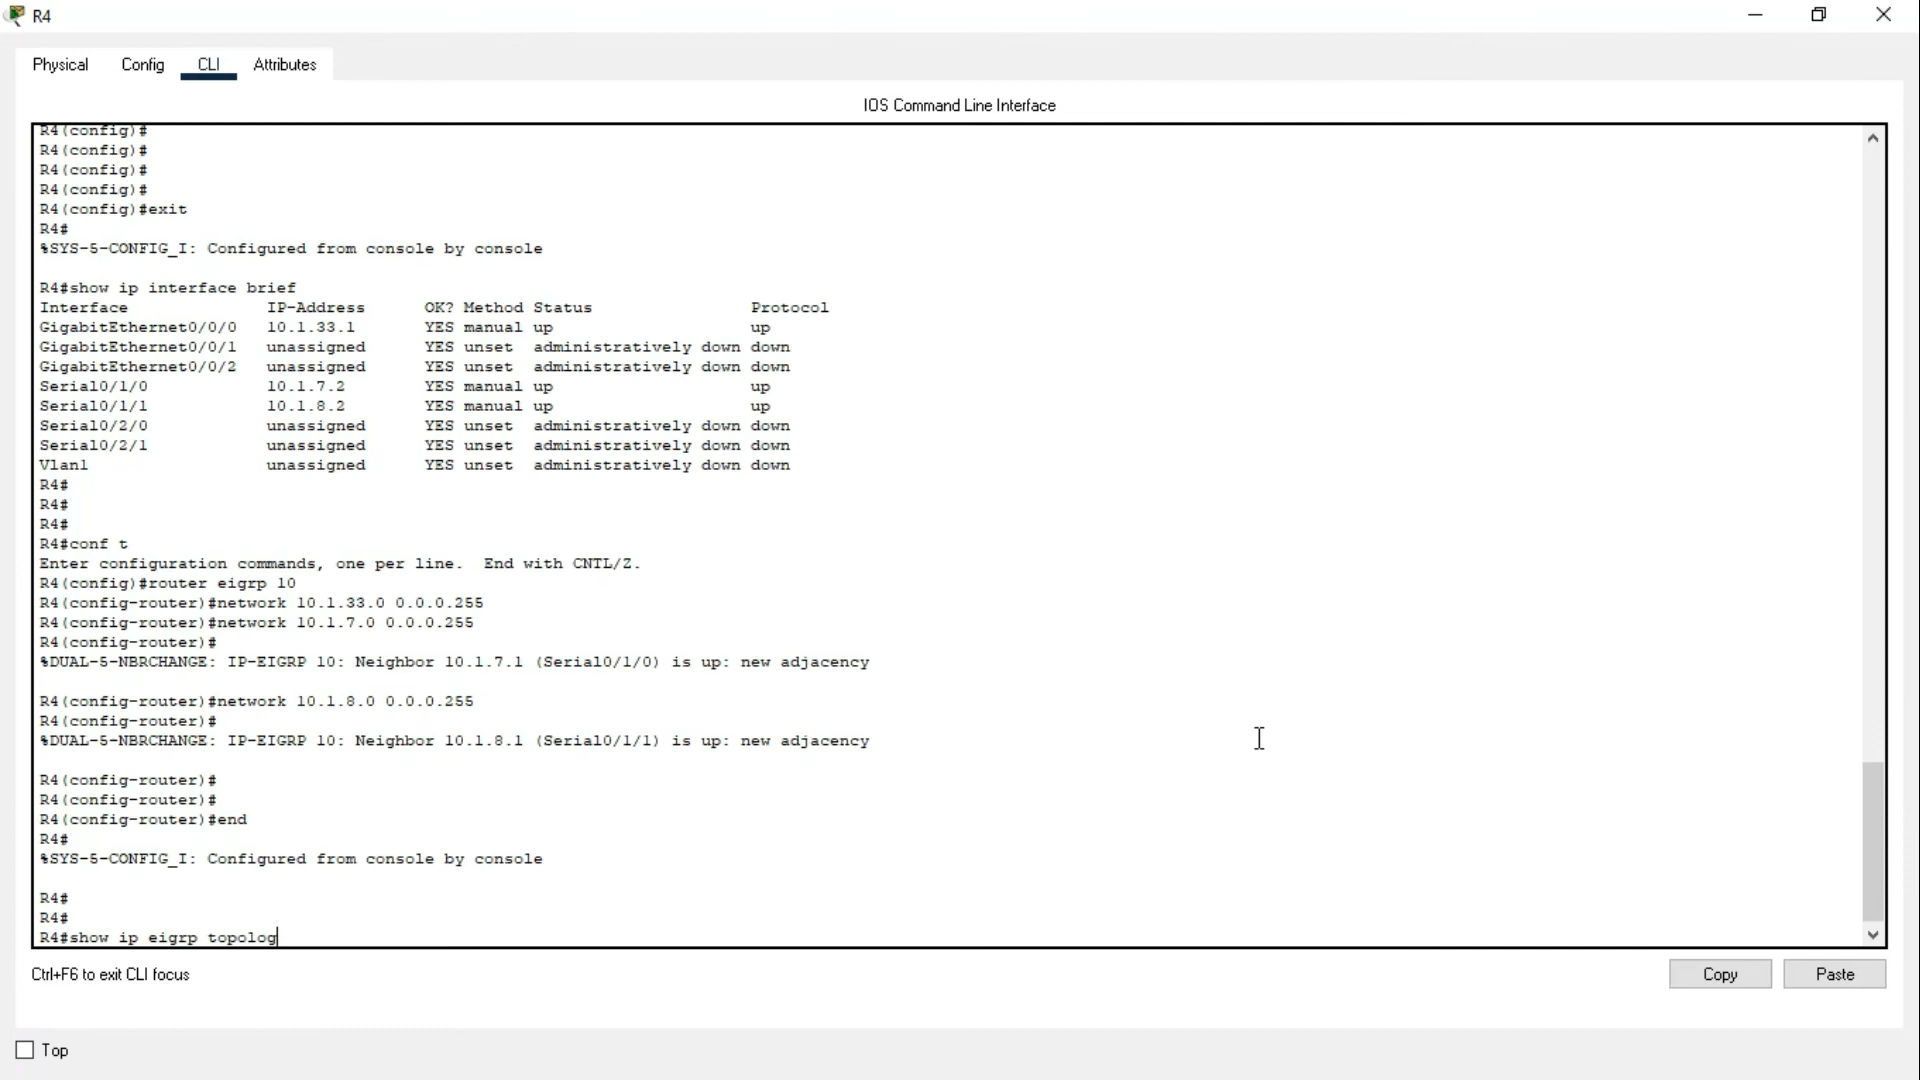 R4
Physical Config CLI Attributes
IOS Command Line Interface
R4(config)#
R4(config)#
R4(config)#
R4(config)#
R4(config)#exit
R4#
%SYS-5-CONFIG_I: Configured from console by console
R4#show ip interface brief
Interface IP-Address OK? Method Status Protocol
GigabitEthernet0/0/0 10.1.33.1 YES manual up up
GigabitEthernet0/0/1 unassigned YES unset administratively down down
GigabitEthernet0/0/2 unassigned YES unset administratively down down
Serial0/1/0 10.1.7.2 YES manual up up
Serial0/1/1 10.1.8.2 YES manual up up
Serial0/2/0 unassigned YES unset administratively down down
Serial0/2/1 unassigned YES unset administratively down down
Vlan1 unassigned YES unset administratively down down
R4#
R4#
R4#
R4#conf t
Enter configuration commands, one per line. End with CNTL/Z.
R4(config)#router eigrp 10
R4(config-router)#network 10.1.33.0 0.0.0.255
R4(config-router)#network 10.1.7.0 0.0.0.255
R4(config-router)#
%DUAL-5-NBRCHANGE: IP-EIGRP 10: Neighbor 10.1.7.1 (Serial0/1/0) is up: new adjacency
R4(config-router)#network 10.1.8.0 0.0.0.255
R4(config-router)#
%DUAL-5-NBRCHANGE: IP-EIGRP 10: Neighbor 10.1.8.1 (Serial0/1/1) is up: new adjacency
R4(config-router)#
R4(config-router)#
R4(config-router)#end
R4#
%SYS-5-CONFIG_I: Configured from console by console
R4#
R4#
R4#show ip eigrp topolog
Ctrl+F6 to exit CLI focus
Copy Paste
Top